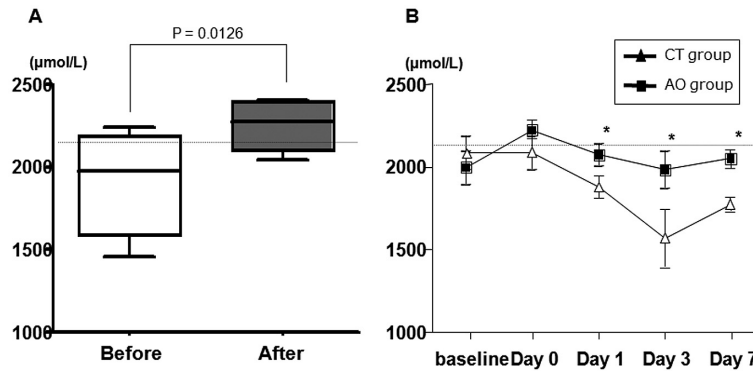 A
P = 0.0126
(μmol/L)
2500
2000
1500
1000
Before
After
B
(μmol/L)
CT group
AO group
2500
2000
1500
1000
*
*
*
baseline Day 0 Day 1 Day 3 Day 7